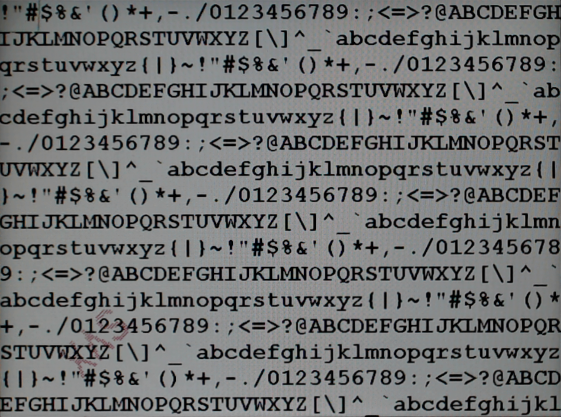 !"#$%&'()*+,-./0123456789:;<=>?@ABCDEFGH
IJKLMNOPQRSTUVWXYZ[\]^_`abcdefghijklmnop
qrstuvwxyz{|}~!"#$%&'()*+,-./0123456789:
;<=>?@ABCDEFGHIJKLMNOPQRSTUVWXYZ[\]^_`ab
cdefghijklmnopqrstuvwxyz{|}~!"#$%&'()*+,
-./0123456789:;<=>?@ABCDEFGHIJKLMNOPQRST
UVWXYZ[\]^_`abcdefghijklmnopqrstuvwxyz{|
}~!"#$%&'()*+,-./0123456789:;<=>?@ABCDEF
GHIJKLMNOPQRSTUVWXYZ[\]^_`abcdefghijklmn
opqrstuvwxyz{|}~!"#$%&'()*+,-./012345678
9:;<=>?@ABCDEFGHIJKLMNOPQRSTUVWXYZ[\]^_`
abcdefghijklmnopqrstuvwxyz{|}~!"#$%&'()*
+,-./0123456789:;<=>?@ABCDEFGHIJKLMNOPQR
STUVWXYZ[\]^_`abcdefghijklmnopqrstuvwxyz
{|}~!"#$%&'()*+,-./0123456789:;<=>?@ABCD
EFGHIJKLMNOPQRSTUVWXYZ[\]^_`abcdefghijkl